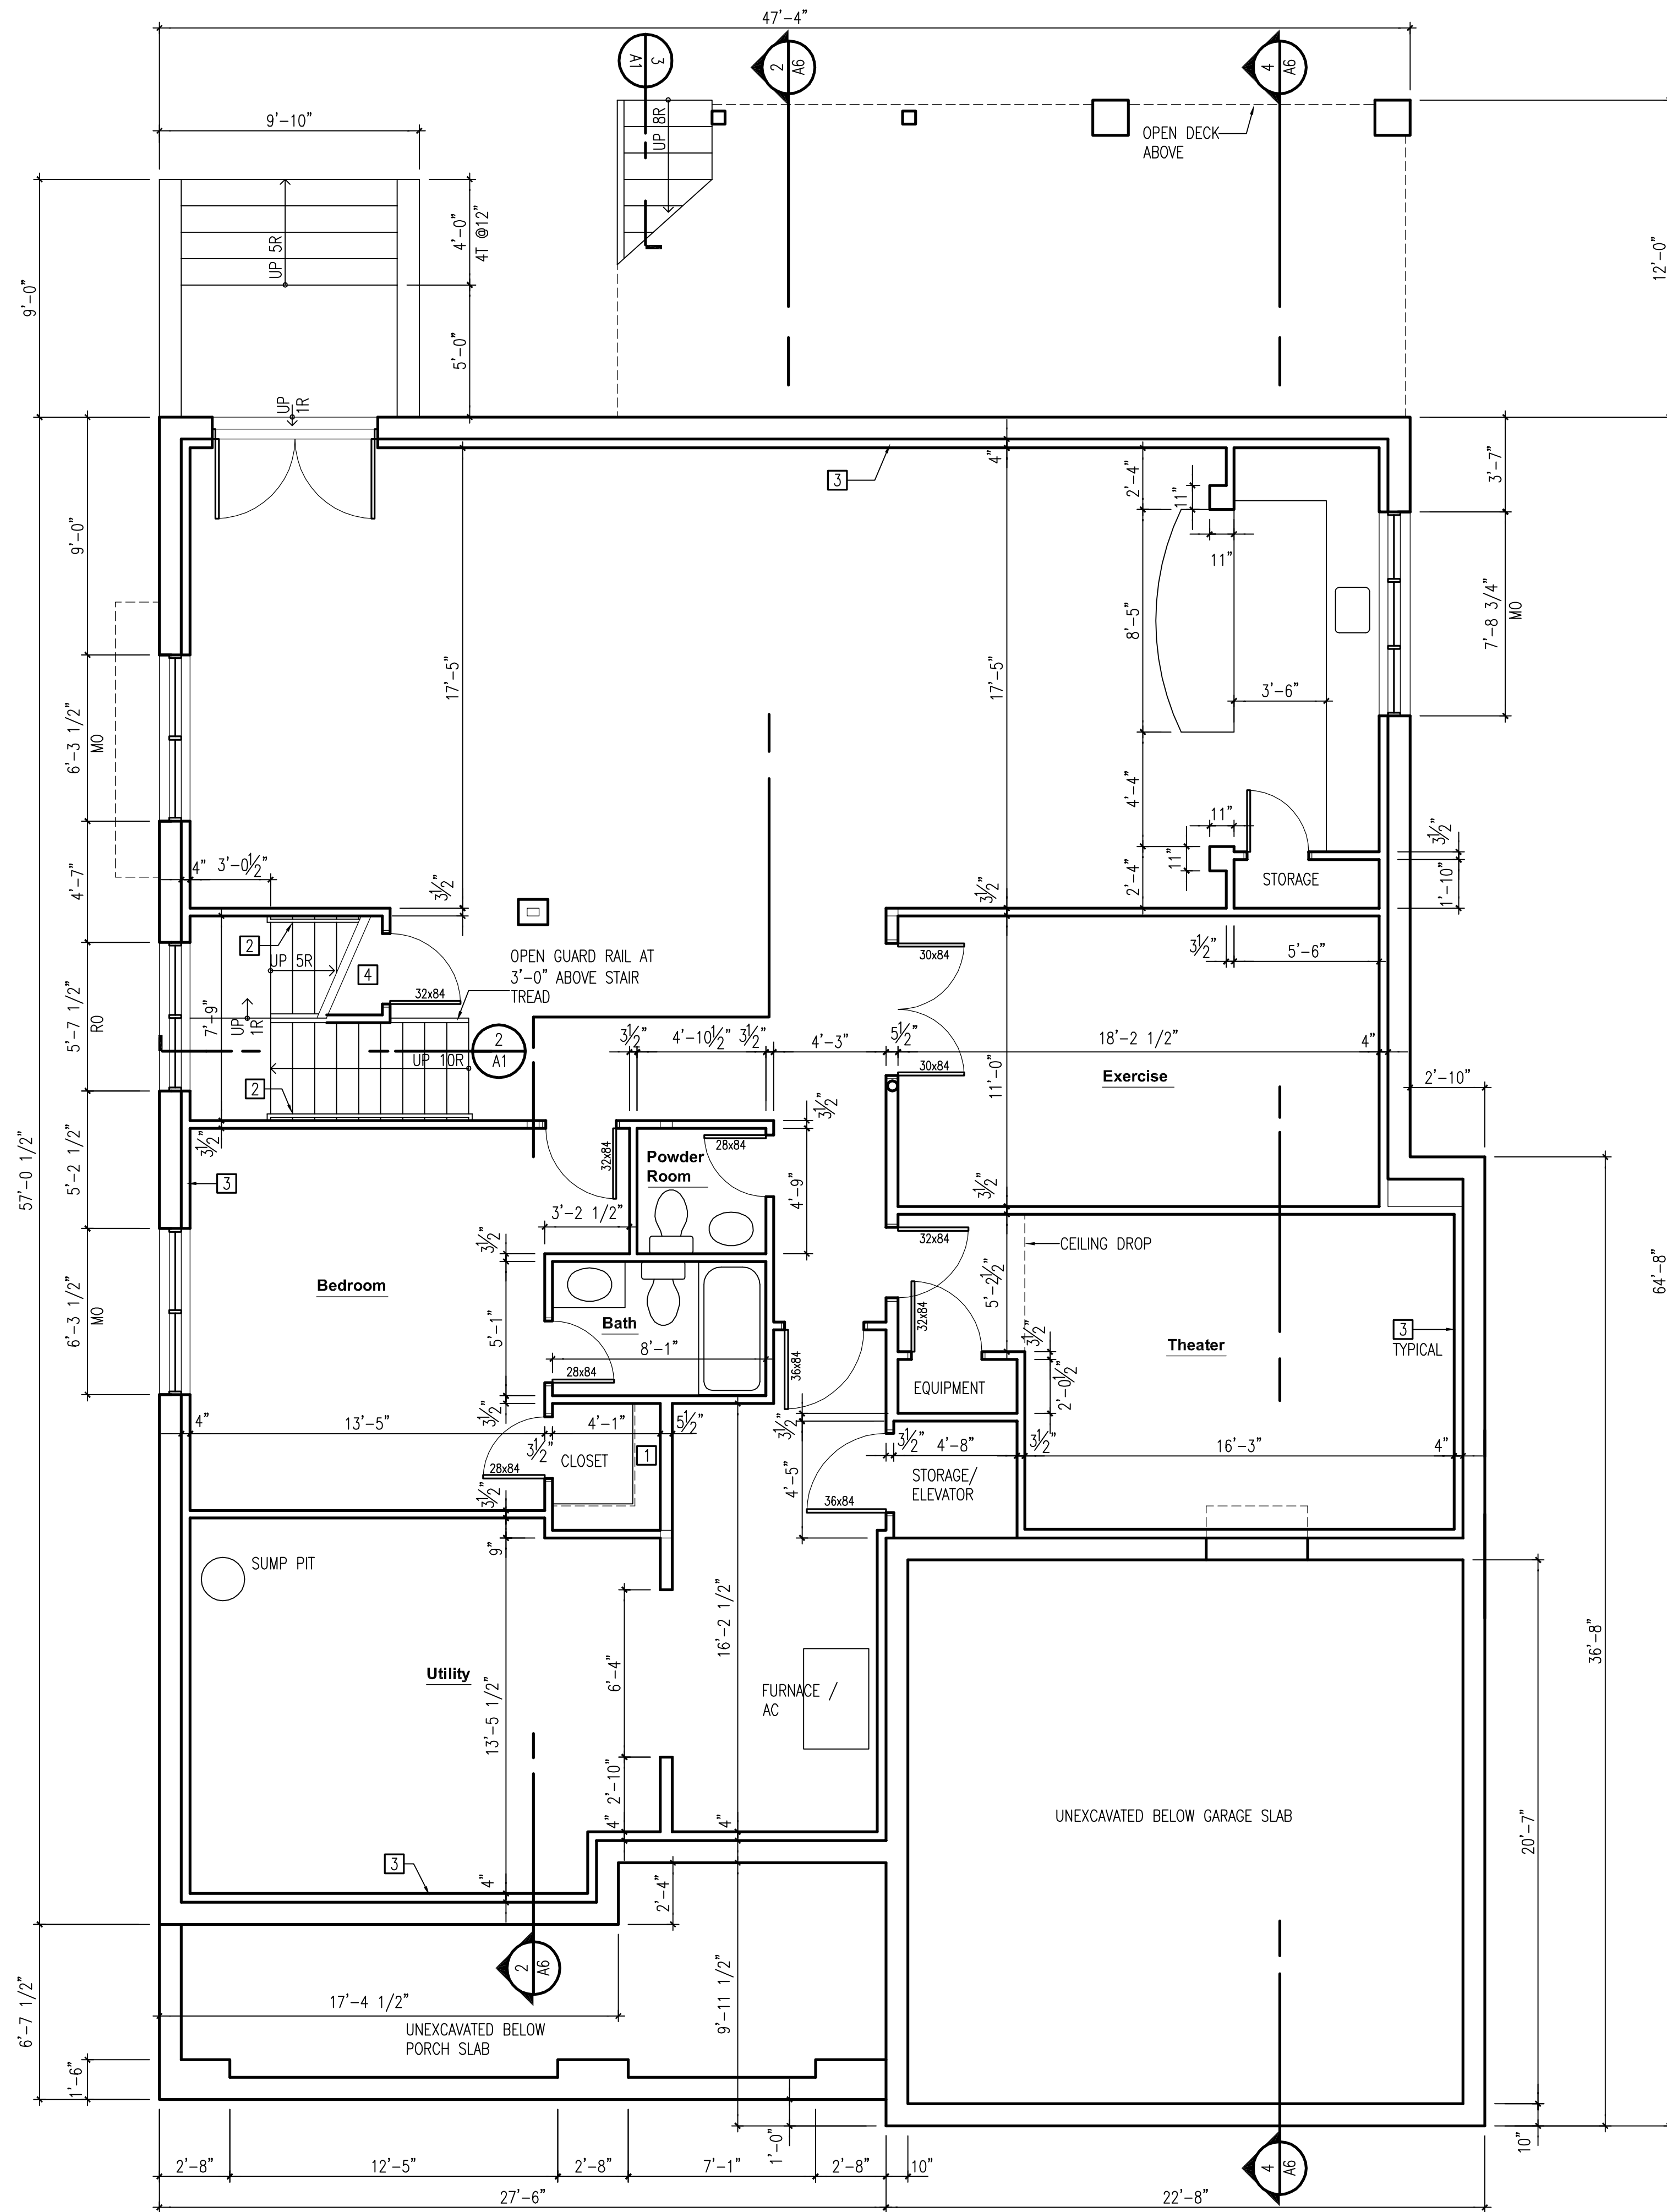 47'-4"
3
A1
2
A6
4
A6
9'-10"
UP 8R
OPEN DECK
ABOVE
12'-0"
9'-0"
UP 5R
4'-0"
4T @12"
5'-0"
UP
1R
9'-0"
17'-5"
3
4"
17'-5"
2'-4"
11"
11"
8'-5"
3'-6"
3'-7"
7'-8 3/4"
MO
6'-3 1/2"
MO
4'-4"
11"
11"
2'-4"
STORAGE
3½"
1'-10"
4'-7"
4"
3'-0½"
3½"
3½"
3½"
5'-6"
2
UP 5R
4
32x84
OPEN GUARD RAIL AT
3'-0" ABOVE STAIR
TREAD
30x84
5'-7 1/2"
RO
7'-9"
UP
1R
UP 10R
2
A1
2
3½"
4'-10½"
3½"
4'-3"
5½"
18'-2 1/2"
4"
30x84
Exercise
11'-0"
2'-10"
57'-0 1/2"
5'-2 1/2"
3½"
3
32x84
Powder
Room
28x84
3½"
4'-9"
3½"
3'-2 1/2"
3½"
32x84
CEILING DROP
64'-8"
6'-3 1/2"
MO
Bedroom
5'-1"
Bath
8'-1"
28x84
36x84
32x84
5'-2½"
3½"
Theater
3
TYPICAL
EQUIPMENT
2'-0½"
4"
13'-5"
3½"
3½"
4'-1"
5½"
3½"
3½"
4'-8"
3½"
16'-3"
4"
CLOSET
1
28x84
3½"
4'-5"
36x84
STORAGE/
ELEVATOR
9"
SUMP PIT
16'-2 1/2"
36'-8"
Utility
6'-4"
13'-5 1/2"
FURNACE /
AC
2'-10"
4"
4"
UNEXCAVATED BELOW GARAGE SLAB
20'-7"
3
4"
2'-4"
2
A6
9'-11 1/2"
6'-7 1/2"
17'-4 1/2"
UNEXCAVATED BELOW
PORCH SLAB
1'-6"
1'-0"
10"
2'-8"
12'-5"
2'-8"
7'-1"
2'-8"
10"
4
A6
27'-6"
22'-8"